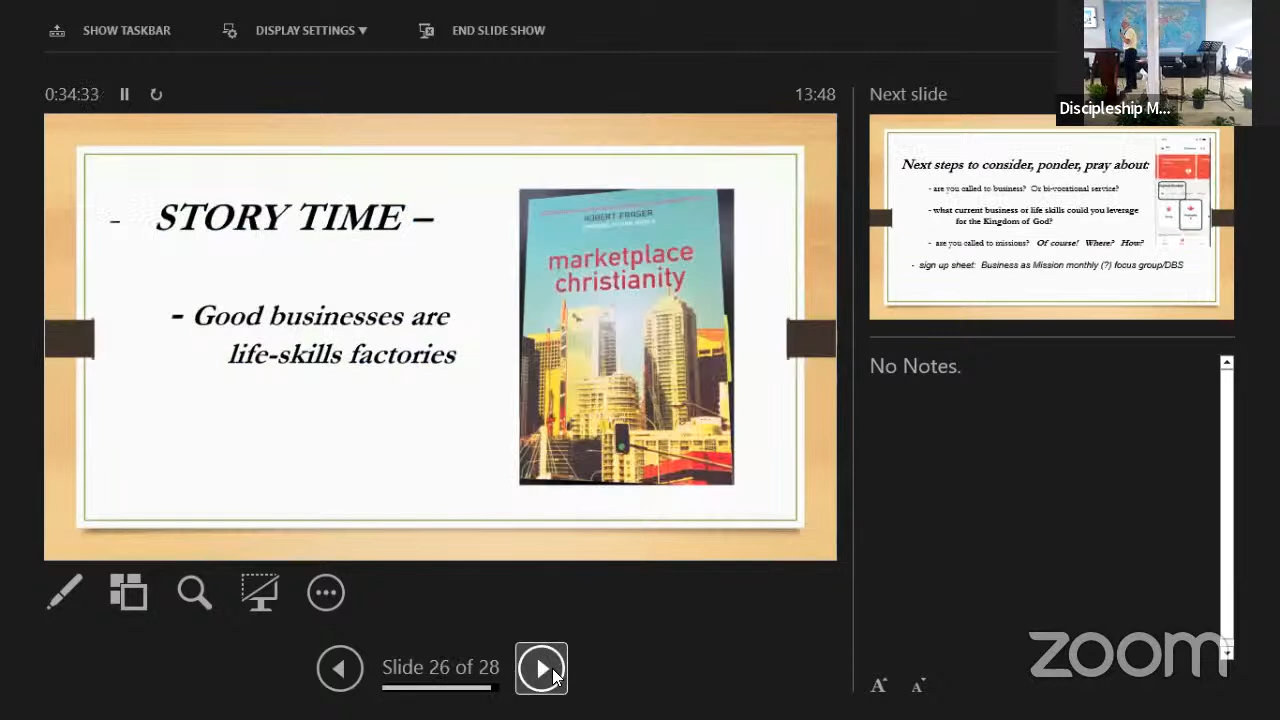 SHOW TASKBAR
DISPLAY SETTINGS ▼
END SLIDE SHOW
0:34:33
13:48
Next slide
Discipleship M...
- STORY TIME –
- Good businesses are
life-skills factories
ROBERT FRASER
marketplace
christianity
Next steps to consider, ponder, pray about:
- are you called to business? Or bi-vocational service?
- what current business or life skills could you leverage
for the Kingdom of God?
- are you called to missions? Of course! Where? How?
- sign up sheet: Business as Mission monthly (?) focus group/DBS
No Notes.
Slide 26 of 28
A A
zoom